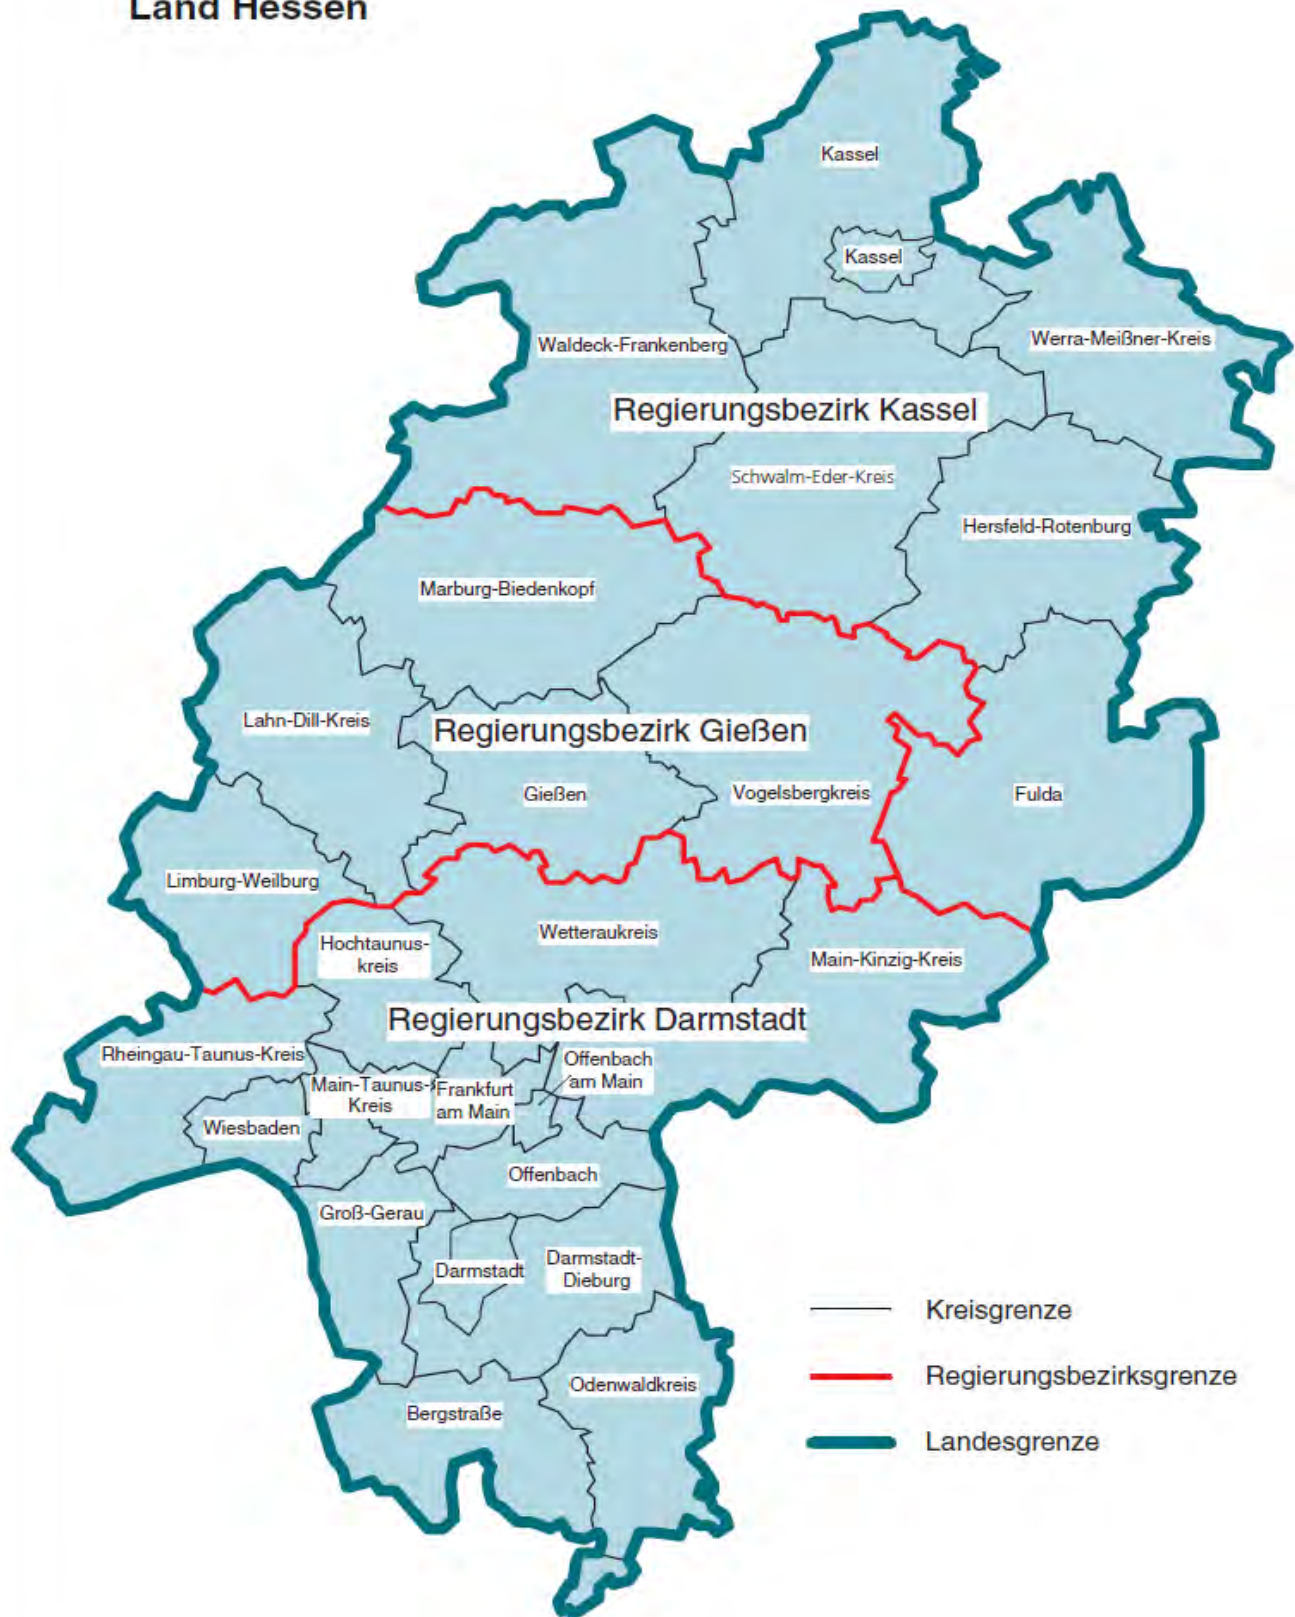 Land Hessen
Kassel
Kassel
Waldeck-Frankenberg
Werra-Meißner-Kreis
Regierungsbezirk Kassel
Schwalm-Eder-Kreis
Hersfeld-Rotenburg
Marburg-Biedenkopf
Lahn-Dill-Kreis
Regierungsbezirk Gießen
Gießen
Vogelsbergkreis
Fulda
Limburg-Weilburg
Wetteraukreis
Hochtaunus-
kreis
Main-Kinzig-Kreis
Regierungsbezirk Darmstadt
Rheingau-Taunus-Kreis
Offenbach
am Main
Main-Taunus-
Kreis
Frankfurt
am Main
Wiesbaden
Offenbach
Groß-Gerau
Darmstadt
Darmstadt-
Dieburg
Odenwaldkreis
Bergstraße
Kreisgrenze
Regierungsbezirksgrenze
Landesgrenze